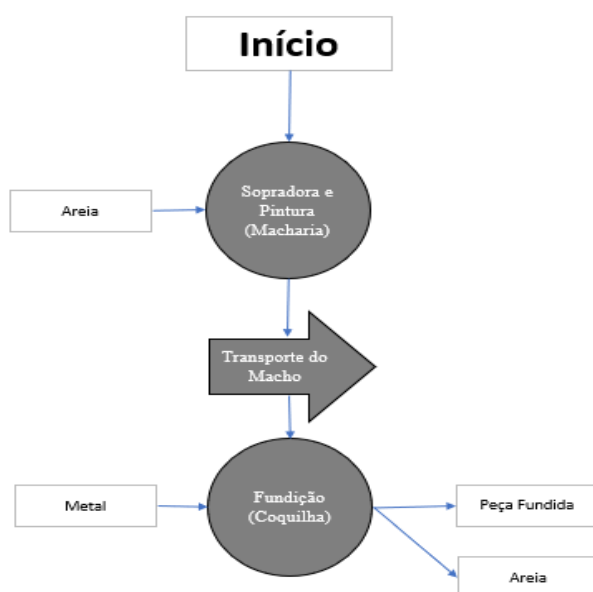 Início
Sopradora e
Pintura
(Macharia)
Areia
Transporte do
Macho
Metal
Fundição
(Coquilha)
Peça Fundida
Areia